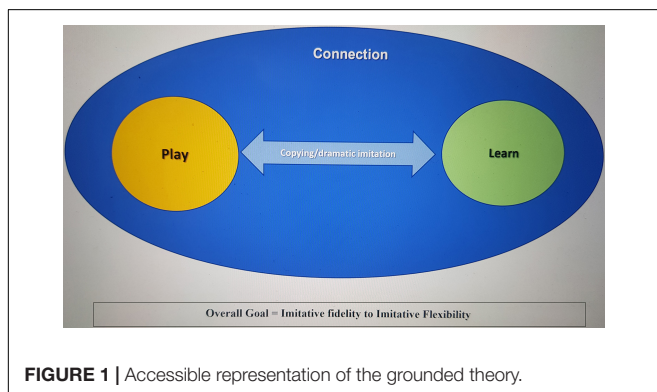 Connection
Play
Copying/dramatic imitation
Learn
Overall Goal = Imitative fidelity to Imitative Flexibility
FIGURE 1 | Accessible representation of the grounded theory.